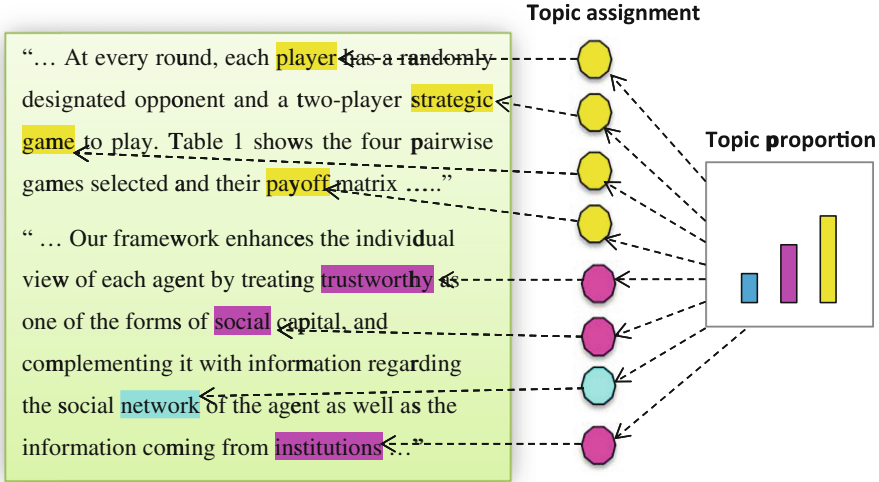 Topic assignment
“… At every round, each player has a randomly
designated opponent and a two-player strategic
game to play. Table 1 shows the four pairwise
games selected and their payoff matrix …..”
Topic proportion
“ … Our framework enhances the individual
view of each agent by treating trustworthy as
one of the forms of social capital, and
complementing it with information regarding
the social network of the agent as well as the
information coming from institutions …”